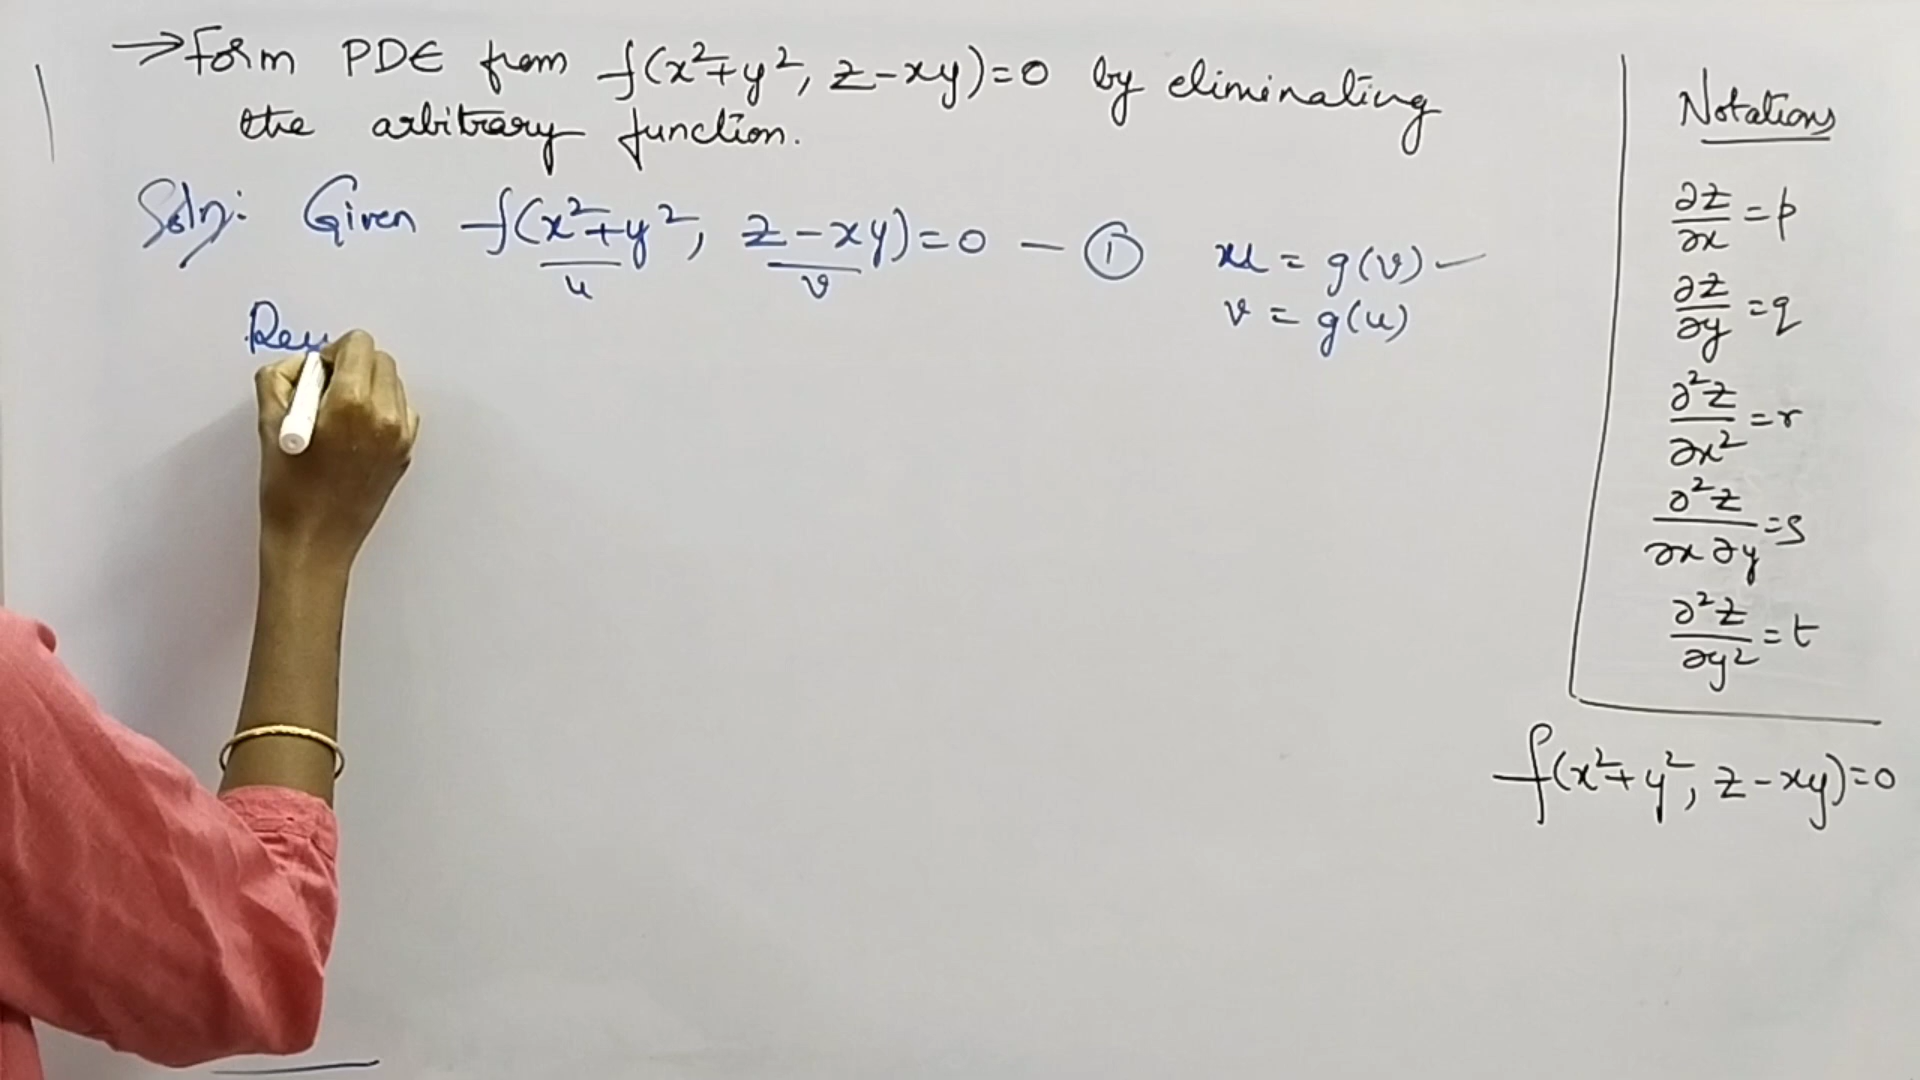 → Form PDE from f(x²+y², z-xy)=0 by eliminating
the arbitrary function.
Soln: Given f(x²+y², z-xy)=0 — ①
u v
u = g(v) —
v = g(u)
Rew
Notations
∂z/∂x = p
∂z/∂y = q
∂²z/∂x² = r
∂²z/∂x∂y = s
∂²z/∂y² = t
f(x²+y², z-xy)=0